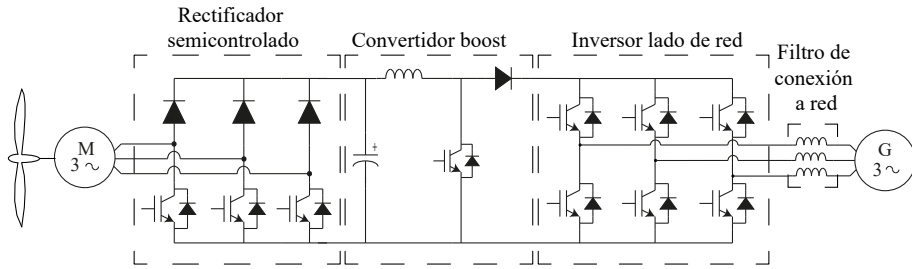 Rectificador
semicontrolado
Convertidor boost
Inversor lado de red
Filtro de
conexión
a red
M
3 ~
+
G
3 ~